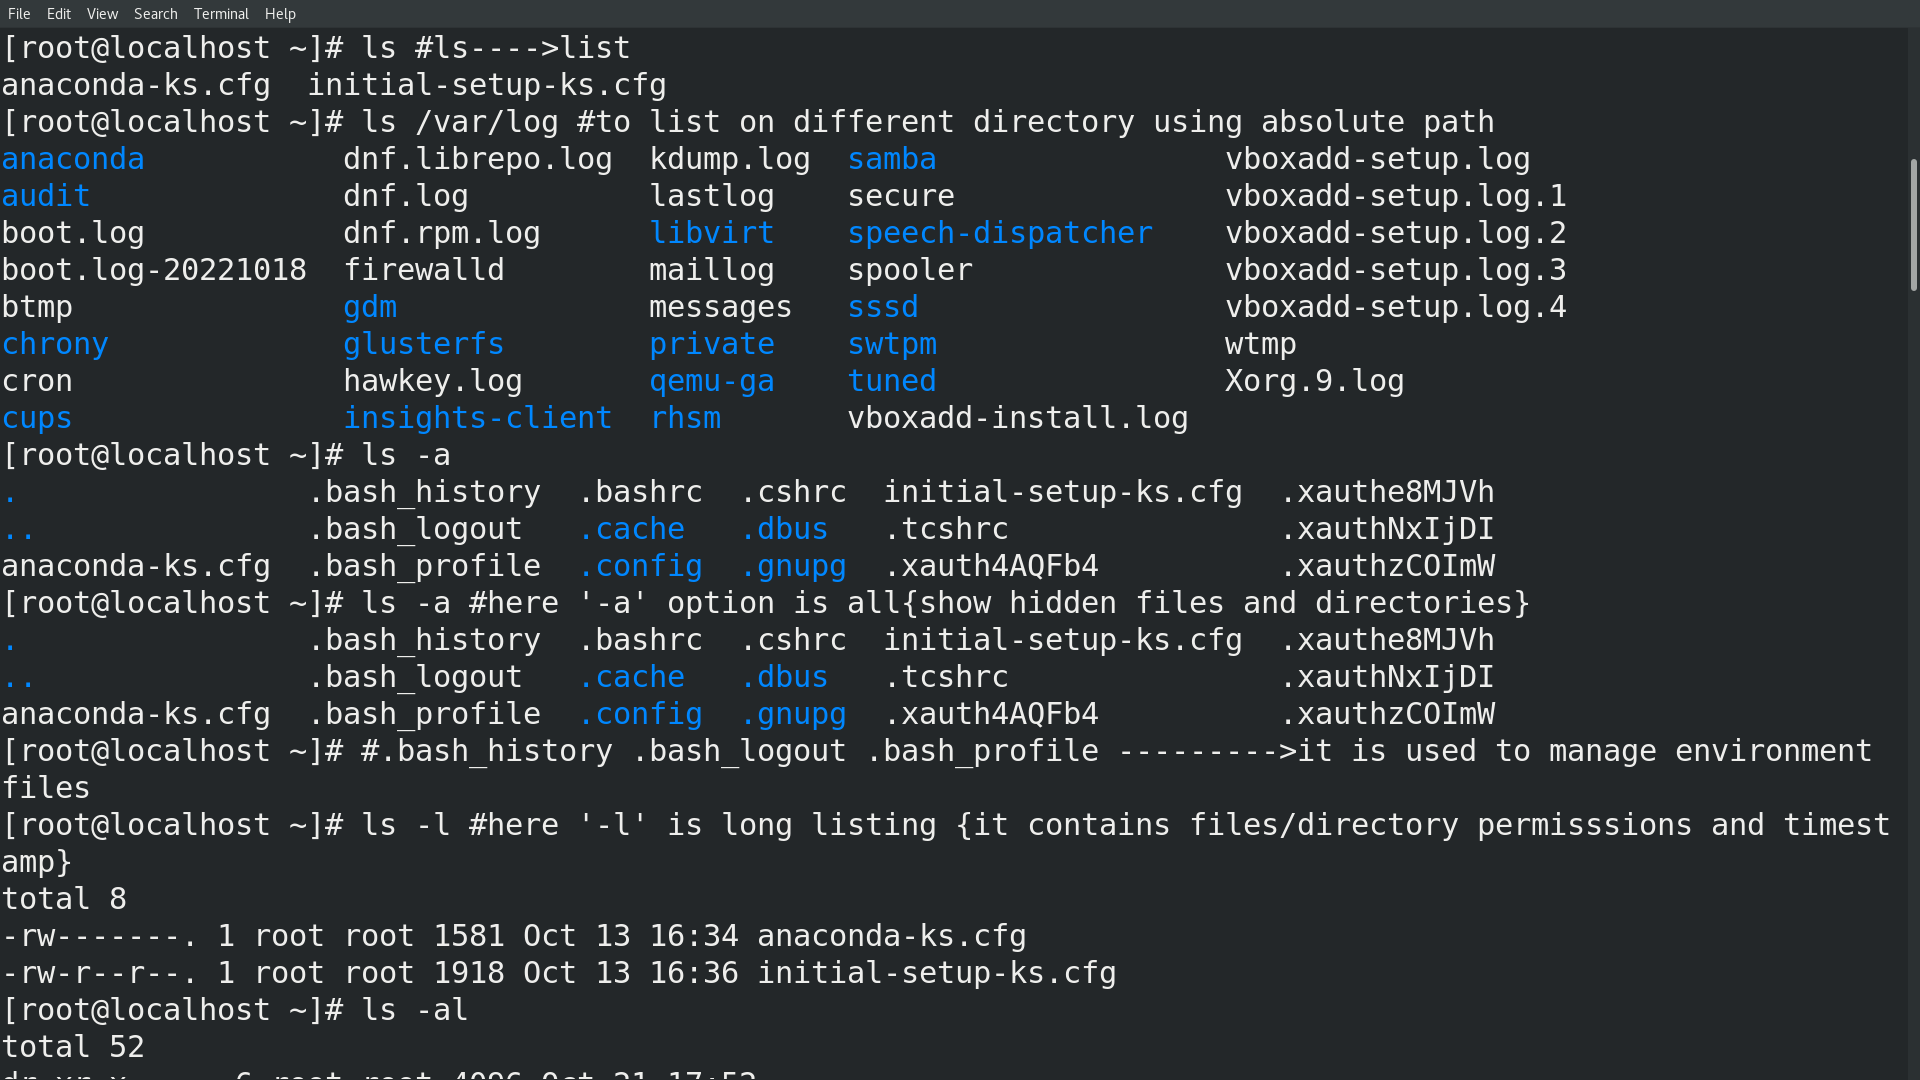 File Edit View Search Terminal Help
[root@localhost ~]# ls #ls---->list
anaconda-ks.cfg  initial-setup-ks.cfg
[root@localhost ~]# ls /var/log #to list on different directory using absolute path
anaconda           dnf.librepo.log  kdump.log  samba                vboxadd-setup.log
audit              dnf.log          lastlog    secure               vboxadd-setup.log.1
boot.log           dnf.rpm.log      libvirt    speech-dispatcher    vboxadd-setup.log.2
boot.log-20221018  firewalld        maillog    spooler              vboxadd-setup.log.3
btmp               gdm              messages   sssd                 vboxadd-setup.log.4
chrony             glusterfs        private    swtpm                wtmp
cron               hawkey.log       qemu-ga    tuned                Xorg.9.log
cups               insights-client  rhsm       vboxadd-install.log
[root@localhost ~]# ls -a
.                .bash_history  .bashrc  .cshrc  initial-setup-ks.cfg  .xauthe8MJVh
..               .bash_logout   .cache   .dbus   .tcshrc               .xauthNxIjDI
anaconda-ks.cfg  .bash_profile  .config  .gnupg  .xauth4AQFb4          .xauthzCOImW
[root@localhost ~]# ls -a #here '-a' option is all{show hidden files and directories}
.                .bash_history  .bashrc  .cshrc  initial-setup-ks.cfg  .xauthe8MJVh
..               .bash_logout   .cache   .dbus   .tcshrc               .xauthNxIjDI
anaconda-ks.cfg  .bash_profile  .config  .gnupg  .xauth4AQFb4          .xauthzCOImW
[root@localhost ~]# #.bash_history .bash_logout .bash_profile --------->it is used to manage environment
files
[root@localhost ~]# ls -l #here '-l' is long listing {it contains files/directory permisssions and timest
amp}
total 8
-rw-------. 1 root root 1581 Oct 13 16:34 anaconda-ks.cfg
-rw-r--r--. 1 root root 1918 Oct 13 16:36 initial-setup-ks.cfg
[root@localhost ~]# ls -al
total 52
root root 4096 Oct